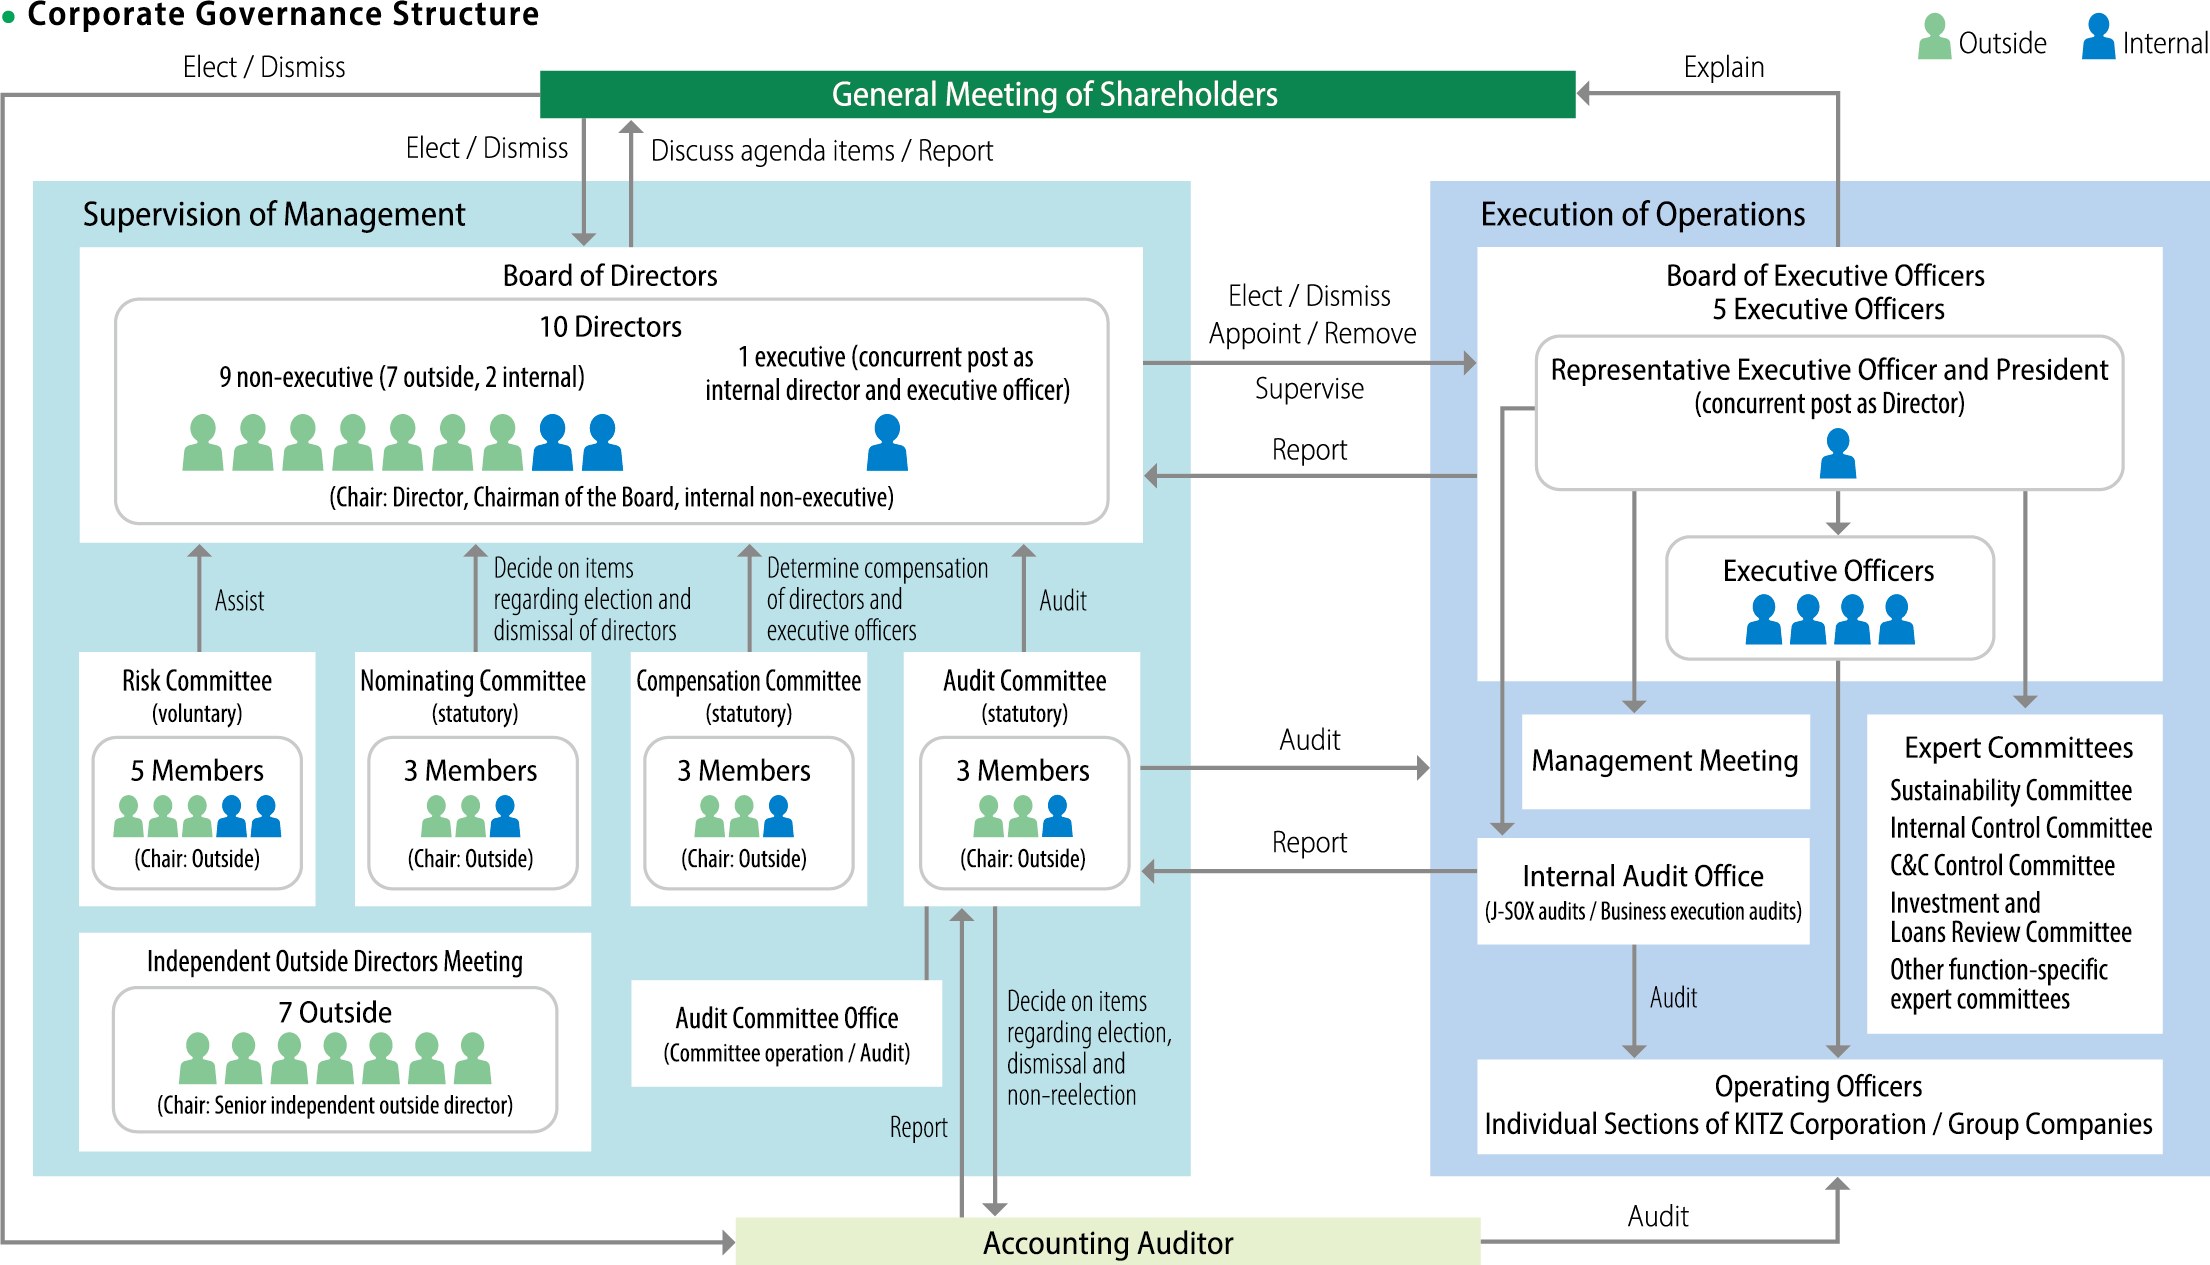 • Corporate Governance Structure
Outside
Internal
Elect / Dismiss
General Meeting of Shareholders
Explain
Elect / Dismiss
Discuss agenda items / Report
Supervision of Management
Board of Directors
10 Directors
9 non-executive (7 outside, 2 internal)
1 executive (concurrent post as
internal director and executive officer)
(Chair: Director, Chairman of the Board, internal non-executive)
Elect / Dismiss
Appoint / Remove
Supervise
Report
Execution of Operations
Board of Executive Officers
5 Executive Officers
Representative Executive Officer and President
(concurrent post as Director)
Executive Officers
Assist
Decide on items
regarding election and
dismissal of directors
Determine compensation
of directors and
executive officers
Audit
Risk Committee
(voluntary)
5 Members
(Chair: Outside)
Nominating Committee
(statutory)
3 Members
(Chair: Outside)
Compensation Committee
(statutory)
3 Members
(Chair: Outside)
Audit Committee
(statutory)
3 Members
(Chair: Outside)
Audit
Report
Management Meeting
Expert Committees
Sustainability Committee
Internal Control Committee
C&C Control Committee
Investment and
Loans Review Committee
Other function-specific
expert committees
Internal Audit Office
(J-SOX audits / Business execution audits)
Audit
Independent Outside Directors Meeting
7 Outside
(Chair: Senior independent outside director)
Audit Committee Office
(Committee operation / Audit)
Decide on items
regarding election,
dismissal and
non-reelection
Report
Operating Officers
Individual Sections of KITZ Corporation / Group Companies
Accounting Auditor
Audit